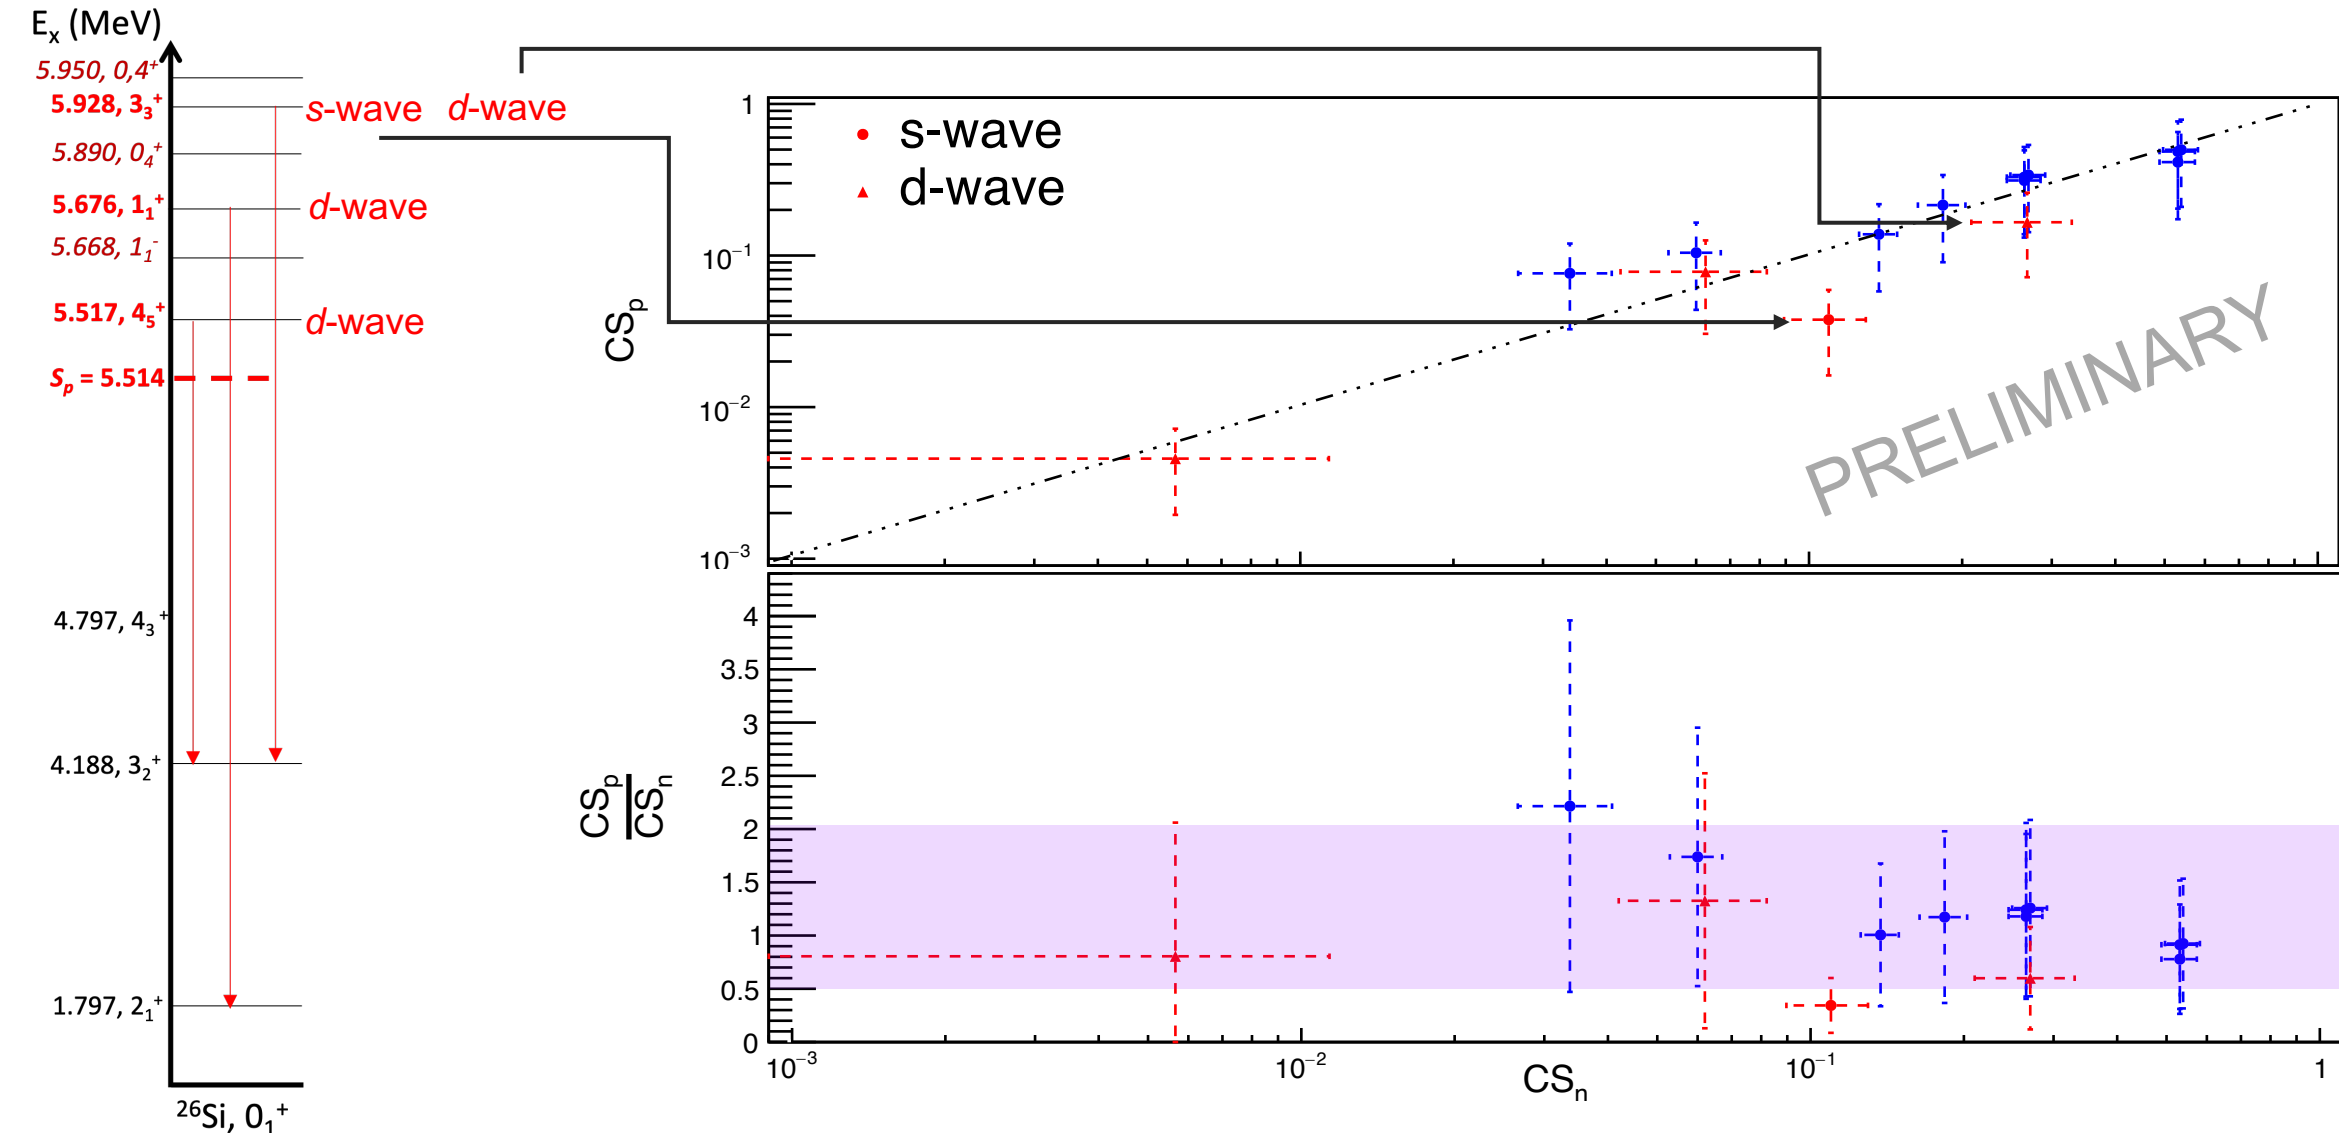 Eₓ (MeV)
5.950, 0,4⁺
5.928, 3₃⁺
s-wave d-wave
5.890, 0₄⁺
5.676, 1₁⁺
d-wave
5.668, 1₁⁻
5.517, 4₅⁺
d-wave
Sₚ = 5.514
4.797, 4₃⁺
4.188, 3₂⁺
1.797, 2₁⁺
²⁶Si, 0₁⁺
s-wave
d-wave
1
10⁻¹
10⁻²
10⁻³
CSₚ
PRELIMINARY
4
3.5
3
2.5
2
1.5
1
0.5
0
CSₚ
CSₙ
10⁻³ 10⁻² 10⁻¹ 1
CSₙ